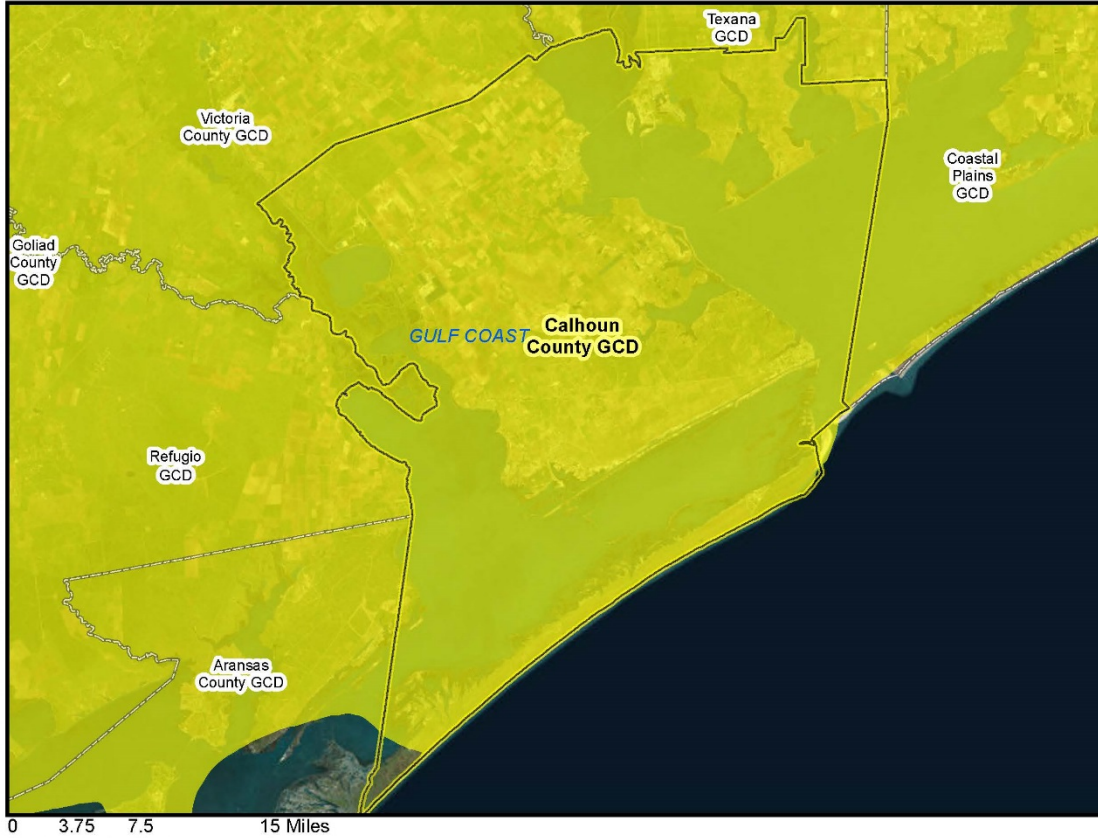 Texana
GCD
Victoria
County GCD
Coastal
Plains
GCD
Goliad
County
GCD
GULF COAST
Calhoun
County GCD
Refugio
GCD
Aransas
County GCD
0 3.75 7.5 15 Miles